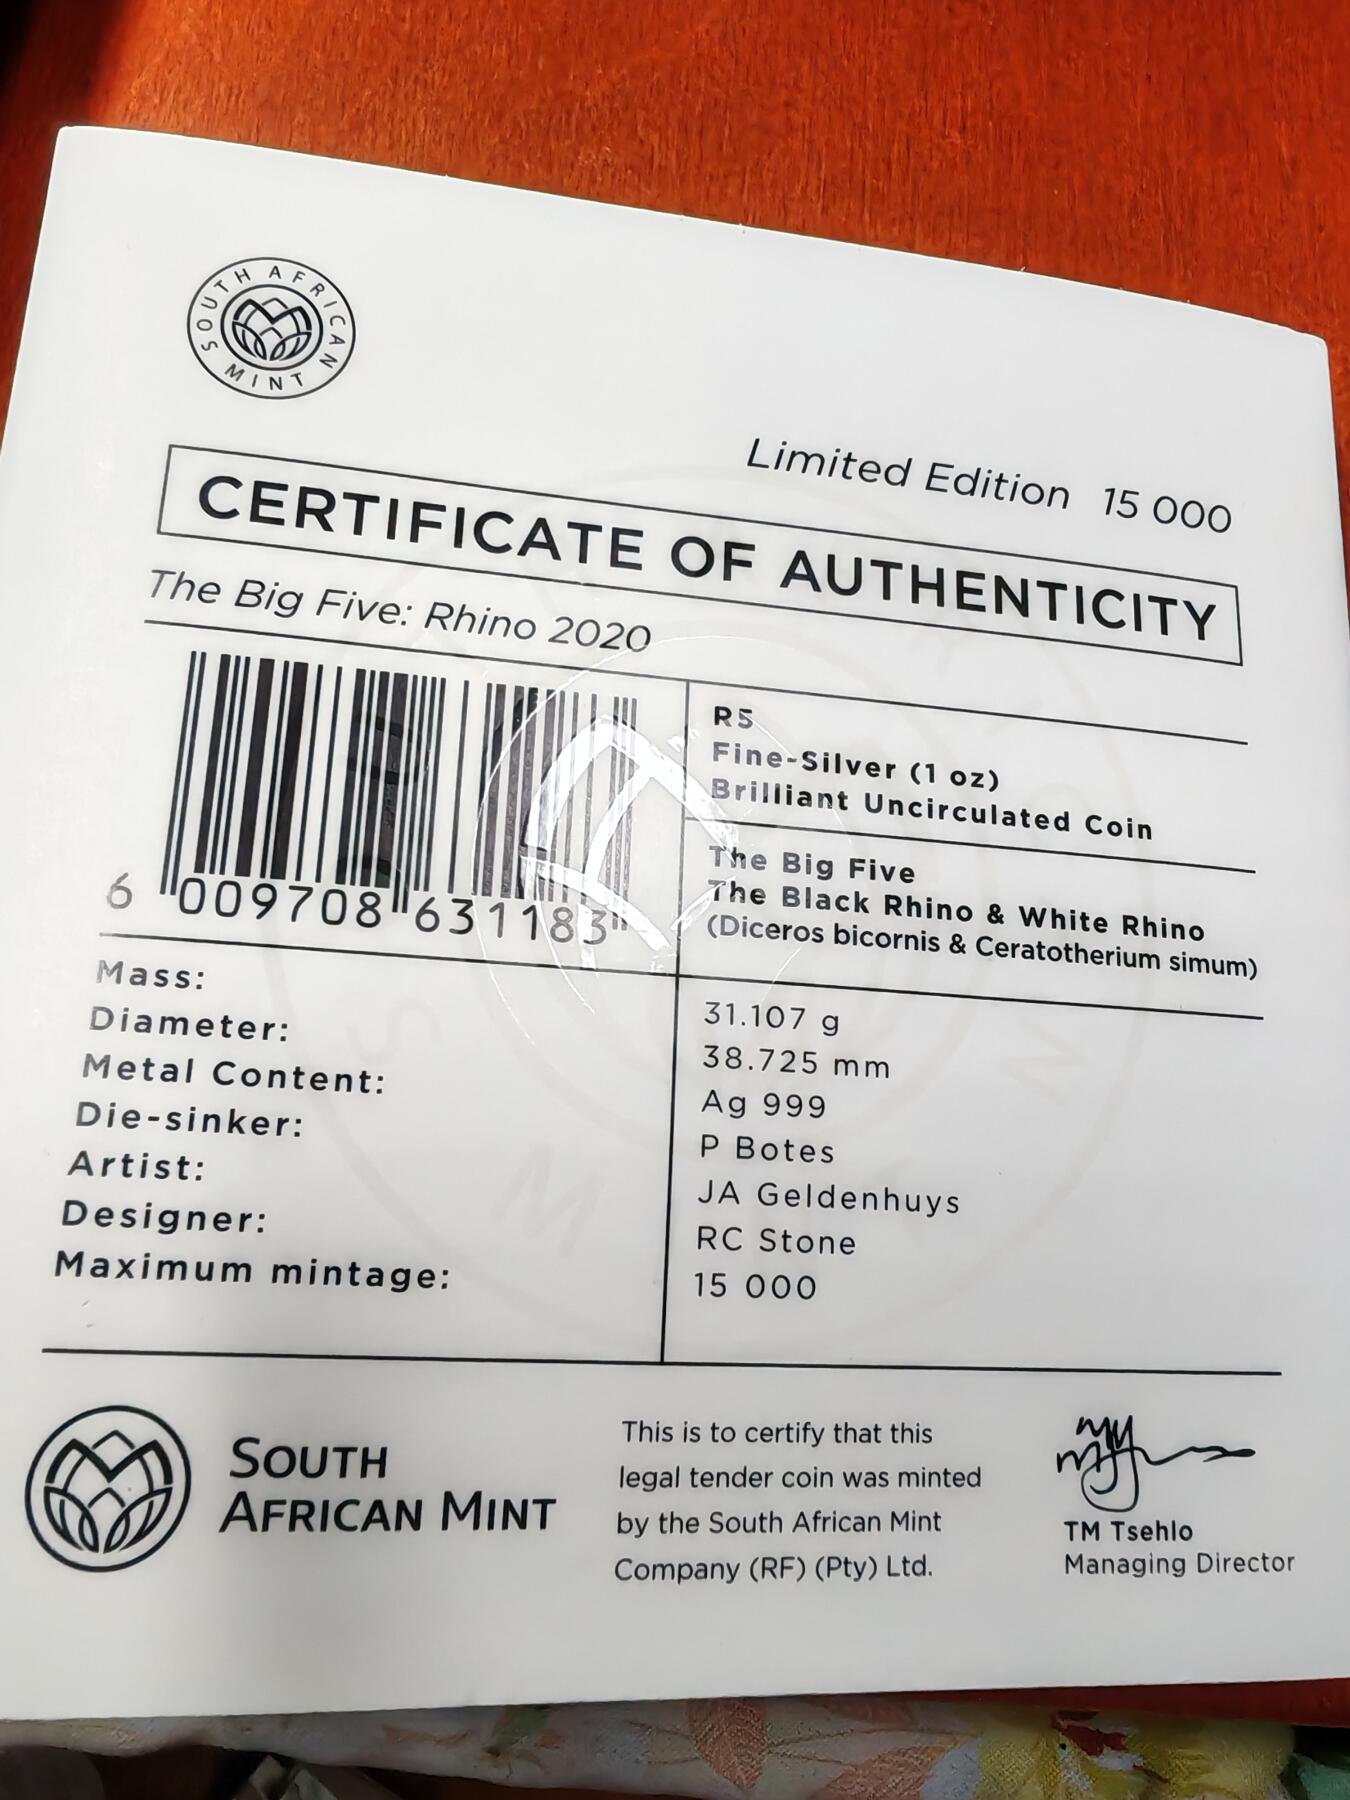 SOUTH AFRICAN MINT
Limited Edition 15 000
CERTIFICATE OF AUTHENTICITY
The Big Five: Rhino 2020
R5
Fine-Silver (1 oz)
Brilliant Uncirculated Coin
The Big Five
The Black Rhino & White Rhino
(Diceros bicornis & Ceratotherium simum)
6 009708 631183
Mass: 31.107 g
Diameter: 38.725 mm
Metal Content: Ag 999
Die-sinker: P Botes
Artist: JA Geldenhuys
Designer: RC Stone
Maximum mintage: 15 000
SOUTH
AFRICAN MINT
This is to certify that this
legal tender coin was minted
by the South African Mint
Company (RF) (Pty) Ltd.
TM Tsehlo
Managing Director